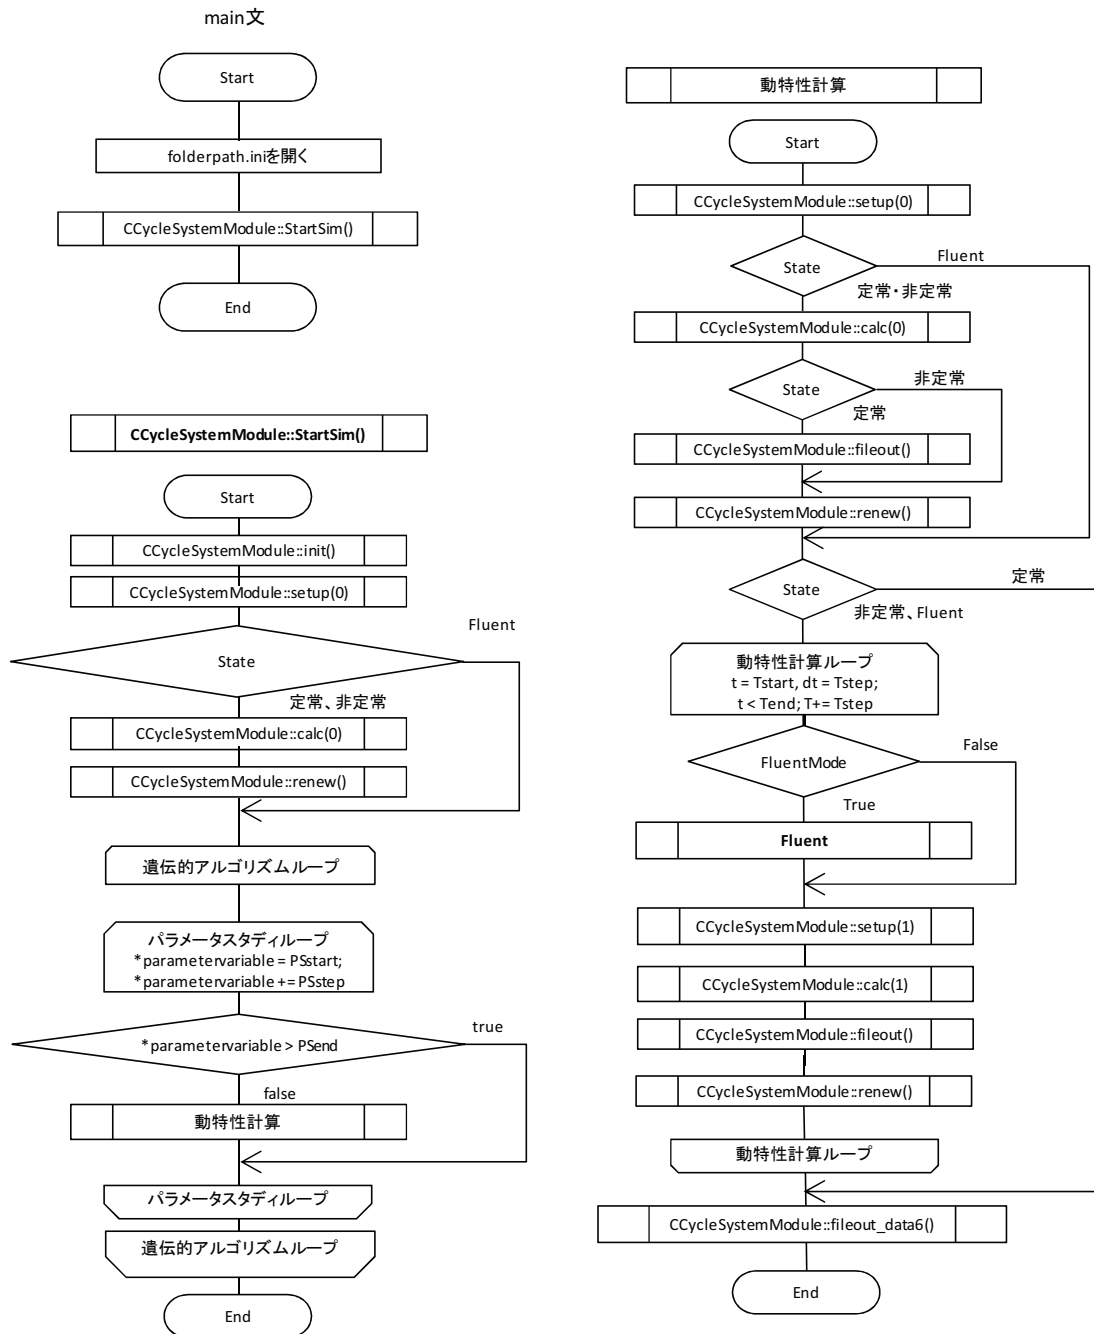 main文
Start
folderpath.iniを開く
CCycleSystemModule::StartSim()
End
CCycleSystemModule::StartSim()
Start
CCycleSystemModule::init()
CCycleSystemModule::setup(0)
State
Fluent
定常、非定常
CCycleSystemModule::calc(0)
CCycleSystemModule::renew()
遺伝的アルゴリズムループ
パラメータスタディループ
*parametervariable = PSstart;
*parametervariable += PSstep
*parametervariable > PSend
true
false
動特性計算
パラメータスタディループ
遺伝的アルゴリズムループ
End
動特性計算
Start
CCycleSystemModule::setup(0)
State
Fluent
定常・非定常
CCycleSystemModule::calc(0)
State
非定常
定常
CCycleSystemModule::fileout()
CCycleSystemModule::renew()
State
定常
非定常、Fluent
動特性計算ループ
t = Tstart, dt = Tstep;
t < Tend; T+= Tstep
FluentMode
False
True
Fluent
CCycleSystemModule::setup(1)
CCycleSystemModule::calc(1)
CCycleSystemModule::fileout()
CCycleSystemModule::renew()
動特性計算ループ
CCycleSystemModule::fileout_data6()
End